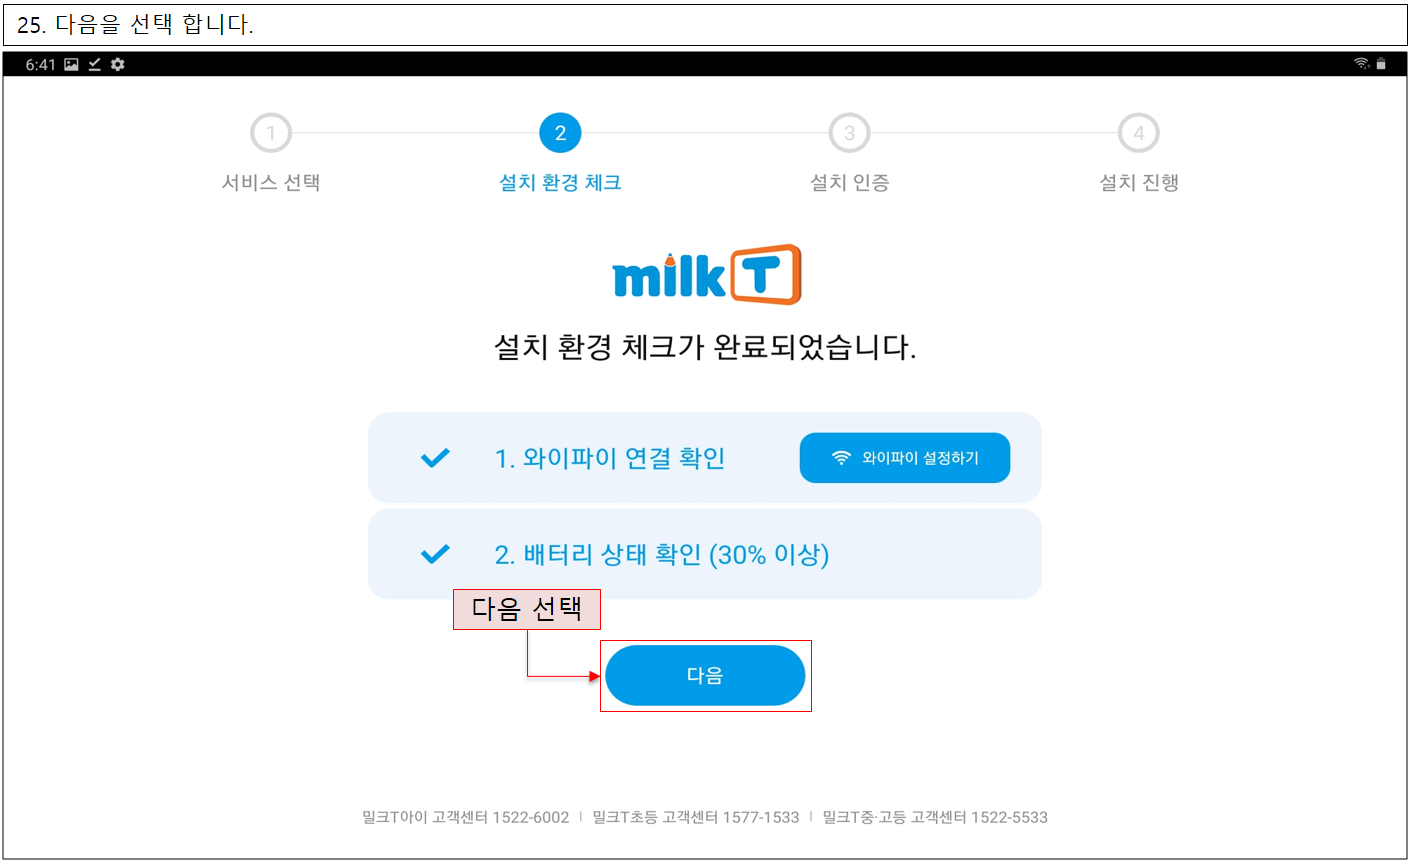 25. 다음을 선택 합니다.
6:41
1
2
3
4
서비스 선택
설치 환경 체크
설치 인증
설치 진행
milk T
설치 환경 체크가 완료되었습니다.
1. 와이파이 연결 확인
와이파이 설정하기
2. 배터리 상태 확인 (30% 이상)
다음 선택
다음
밀크T아이 고객센터 1522-6002 | 밀크T초등 고객센터 1577-1533 | 밀크T중·고등 고객센터 1522-5533